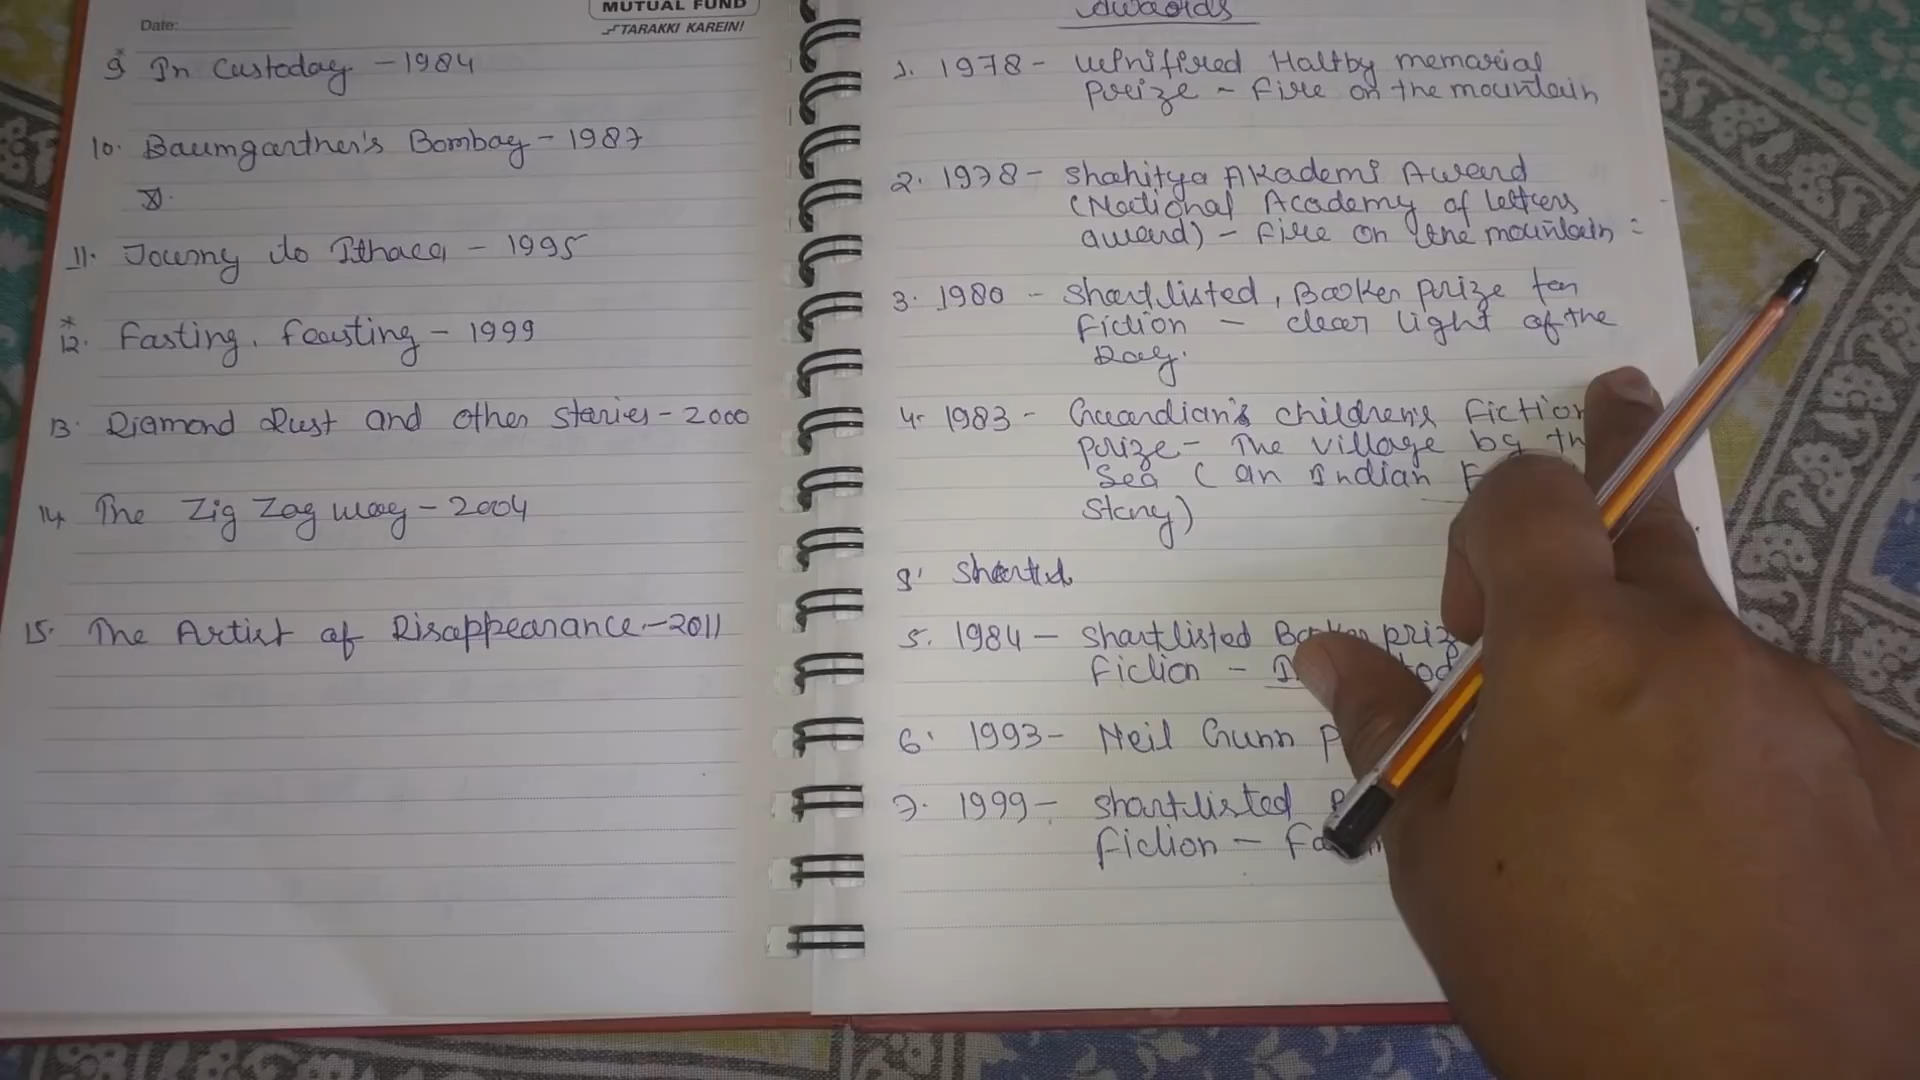 MUTUAL FUND
TARAKKI KAREIN!
Date:
9. In Custoday - 1984
10. Baumgartner's Bombay - 1987
11. Journy to Ithaca - 1995
12. Fasting, Feasting - 1999
13. Diamond Dust and other stories - 2000
14. The Zig Zag way - 2004
15. The Artist of Disappearance - 2011
Awards
1. 1978 - Winifired Haltby memorial
prize - Fire on the mountain
2. 1978 - Shahitya Akademi Award
(National Academy of letters
award) - Fire on the mountain
3. 1980 - Shortlisted, Booker prize for
Fiction - clear light of the
Day.
4. 1983 - Guardian's children's Fiction
prize - The village by
Sea (an Indian
Story)
5. 1984 - Shortlisted Booker
Fiction -
6. 1993 - Neil Gunn
7. 1999 - Shortlisted
Fiction -